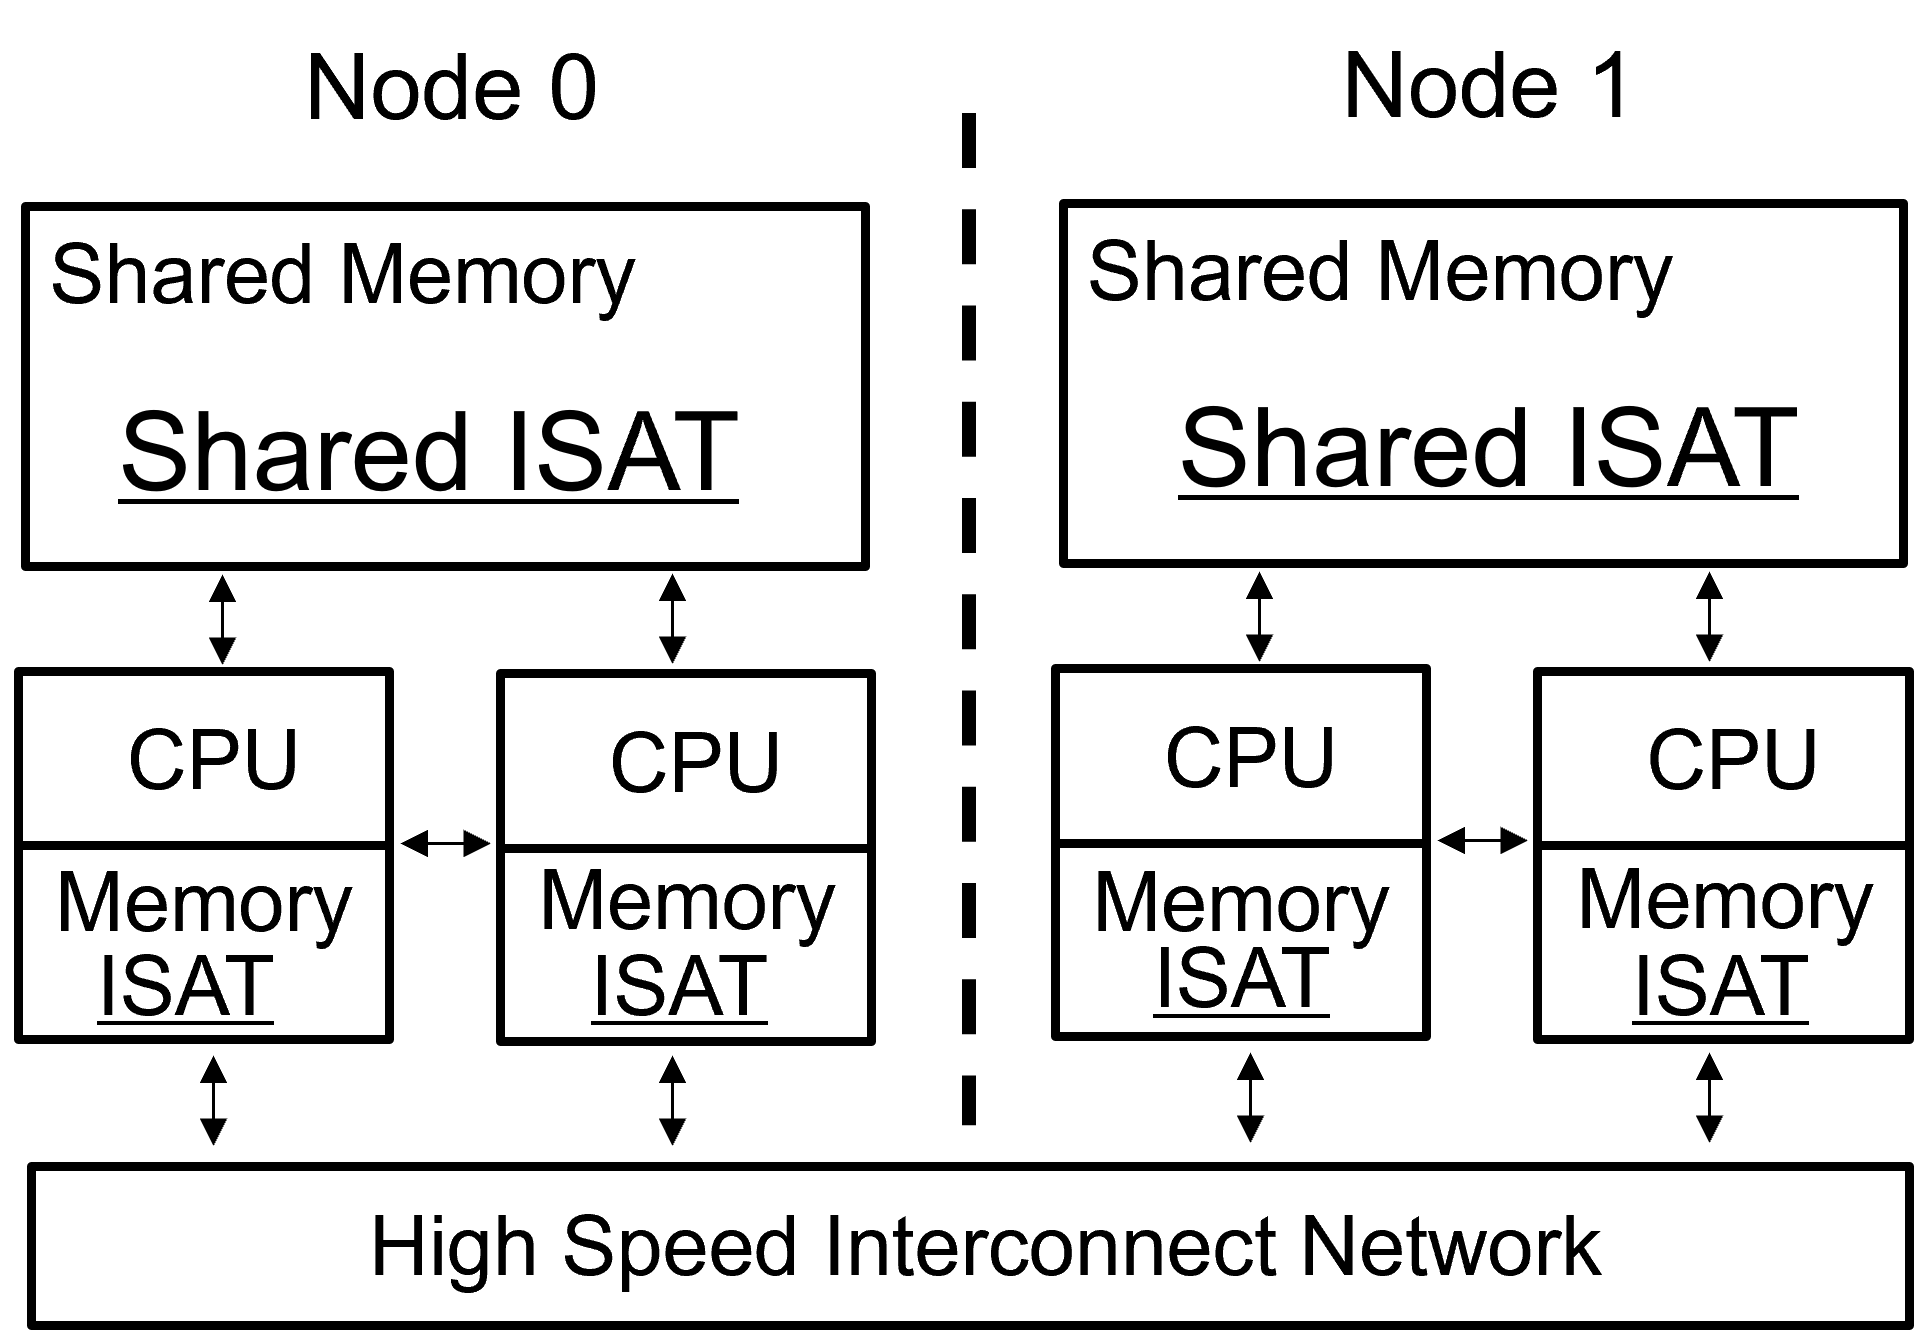 Node 0
Node 1
Shared Memory
Shared ISAT
Shared Memory
Shared ISAT
CPU
Memory
ISAT
CPU
Memory
ISAT
CPU
Memory
ISAT
CPU
Memory
ISAT
High Speed Interconnect Network